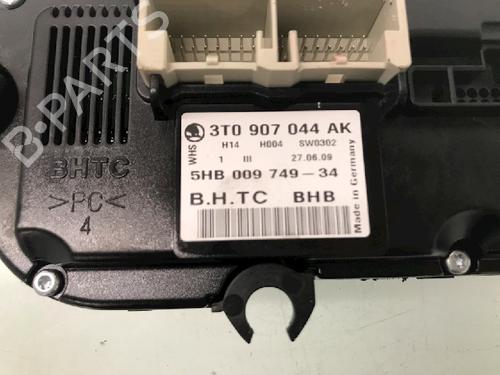 B-PARTS
WHS
3T0 907 044 AK
H14 H004 SW0302
1 III 27.06.09
5HB 009 749-34
B.H.TC BHB
Made in Germany
BHTC
>PC<
4